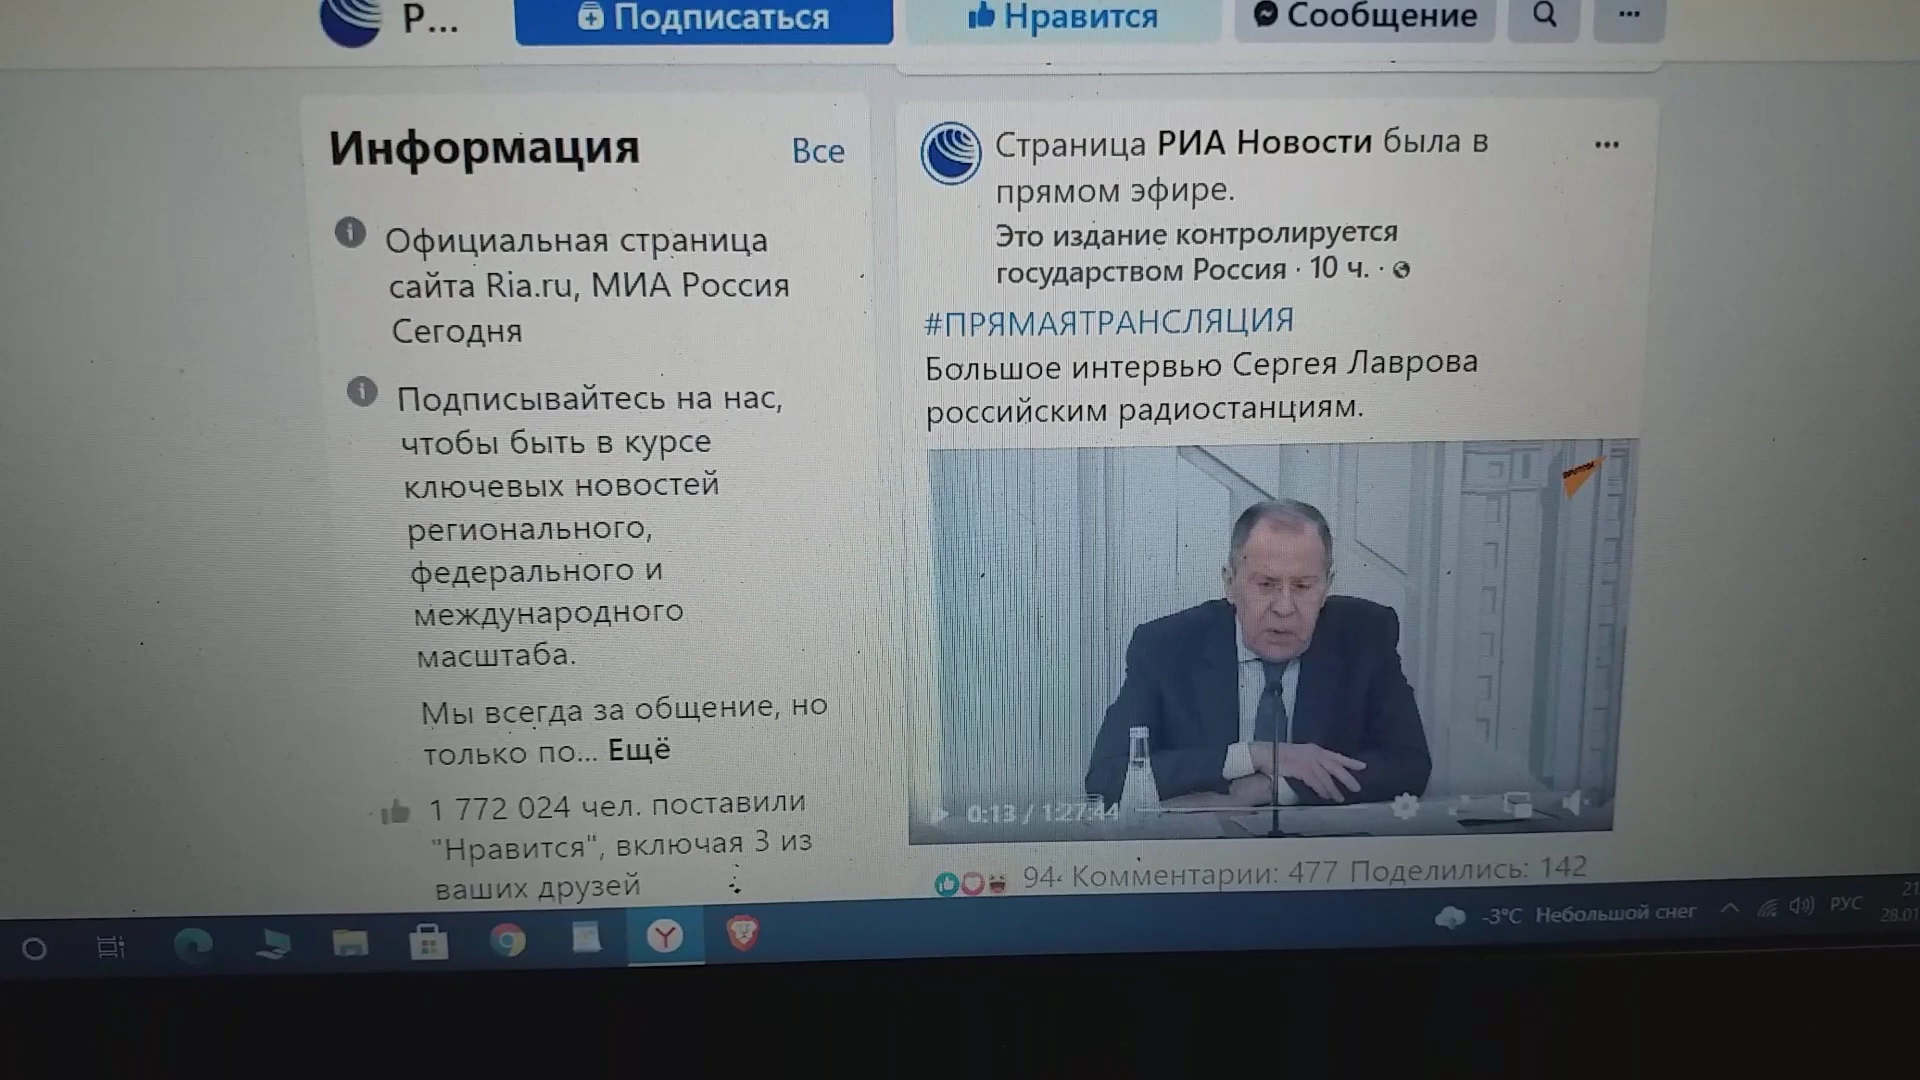 Р...
Подписаться
Нравится
Сообщение
...
Информация
Все
Официальная страница
сайта Ria.ru, МИА Россия
Сегодня
Подписывайтесь на нас,
чтобы быть в курсе
ключевых новостей
регионального,
федерального и
международного
масштаба.
Мы всегда за общение, но
только по... Ещё
1 772 024 чел. поставили
"Нравится", включая 3 из
ваших друзей
Страница РИА Новости была в
прямом эфире.
Это издание контролируется
государством Россия · 10 ч. ·
#ПРЯМАЯТРАНСЛЯЦИЯ
Большое интервью Сергея Лаврова
российским радиостанциям.
SPUTNIK
0:13 / 1:27:44
Комментарии: 477 Поделились: 142
-3°C Небольшой снег
РУС